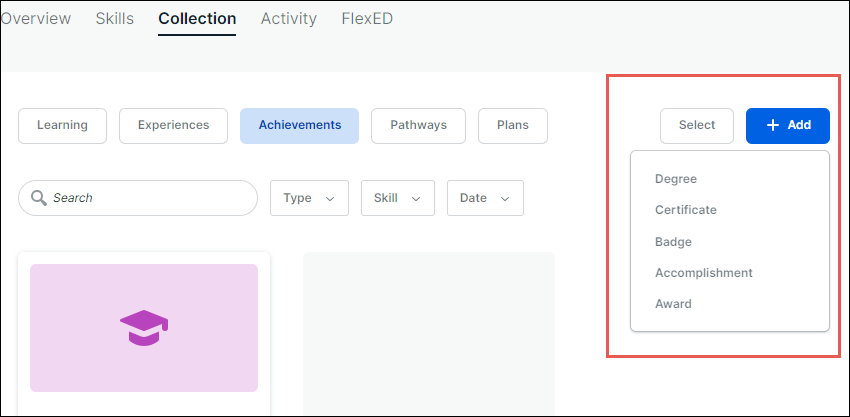 Overview Skills Collection Activity FlexED
Learning Experiences Achievements Pathways Plans Select + Add
Search Type Skill Date
Degree
Certificate
Badge
Accomplishment
Award